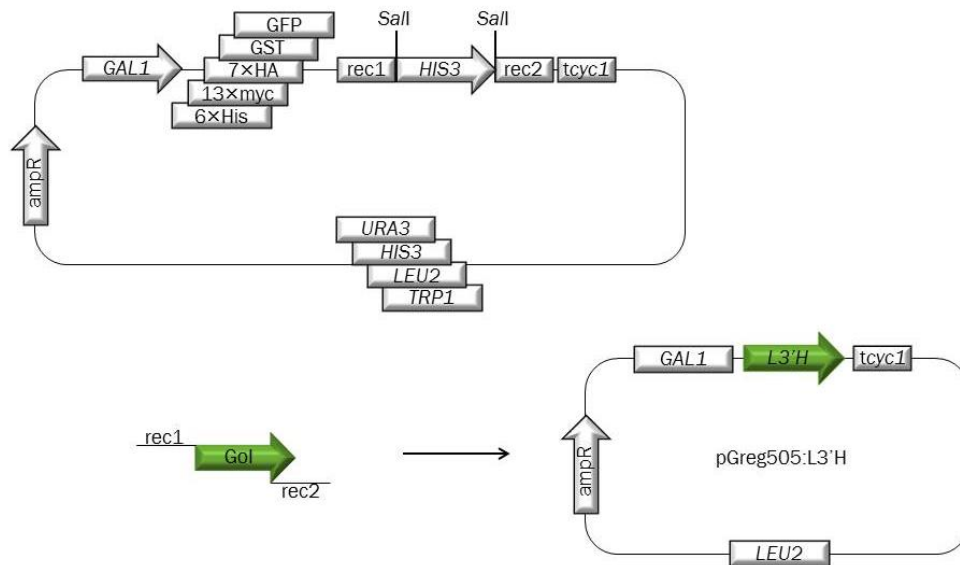 GFP
GST
7×HA
13×myc
6×His
SalI
SalI
GAL1
rec1
HIS3
rec2
tcyc1
ampR
URA3
HIS3
LEU2
TRP1
rec1
GoI
rec2
GAL1
L3'H
tcyc1
ampR
pGreg505:L3'H
LEU2